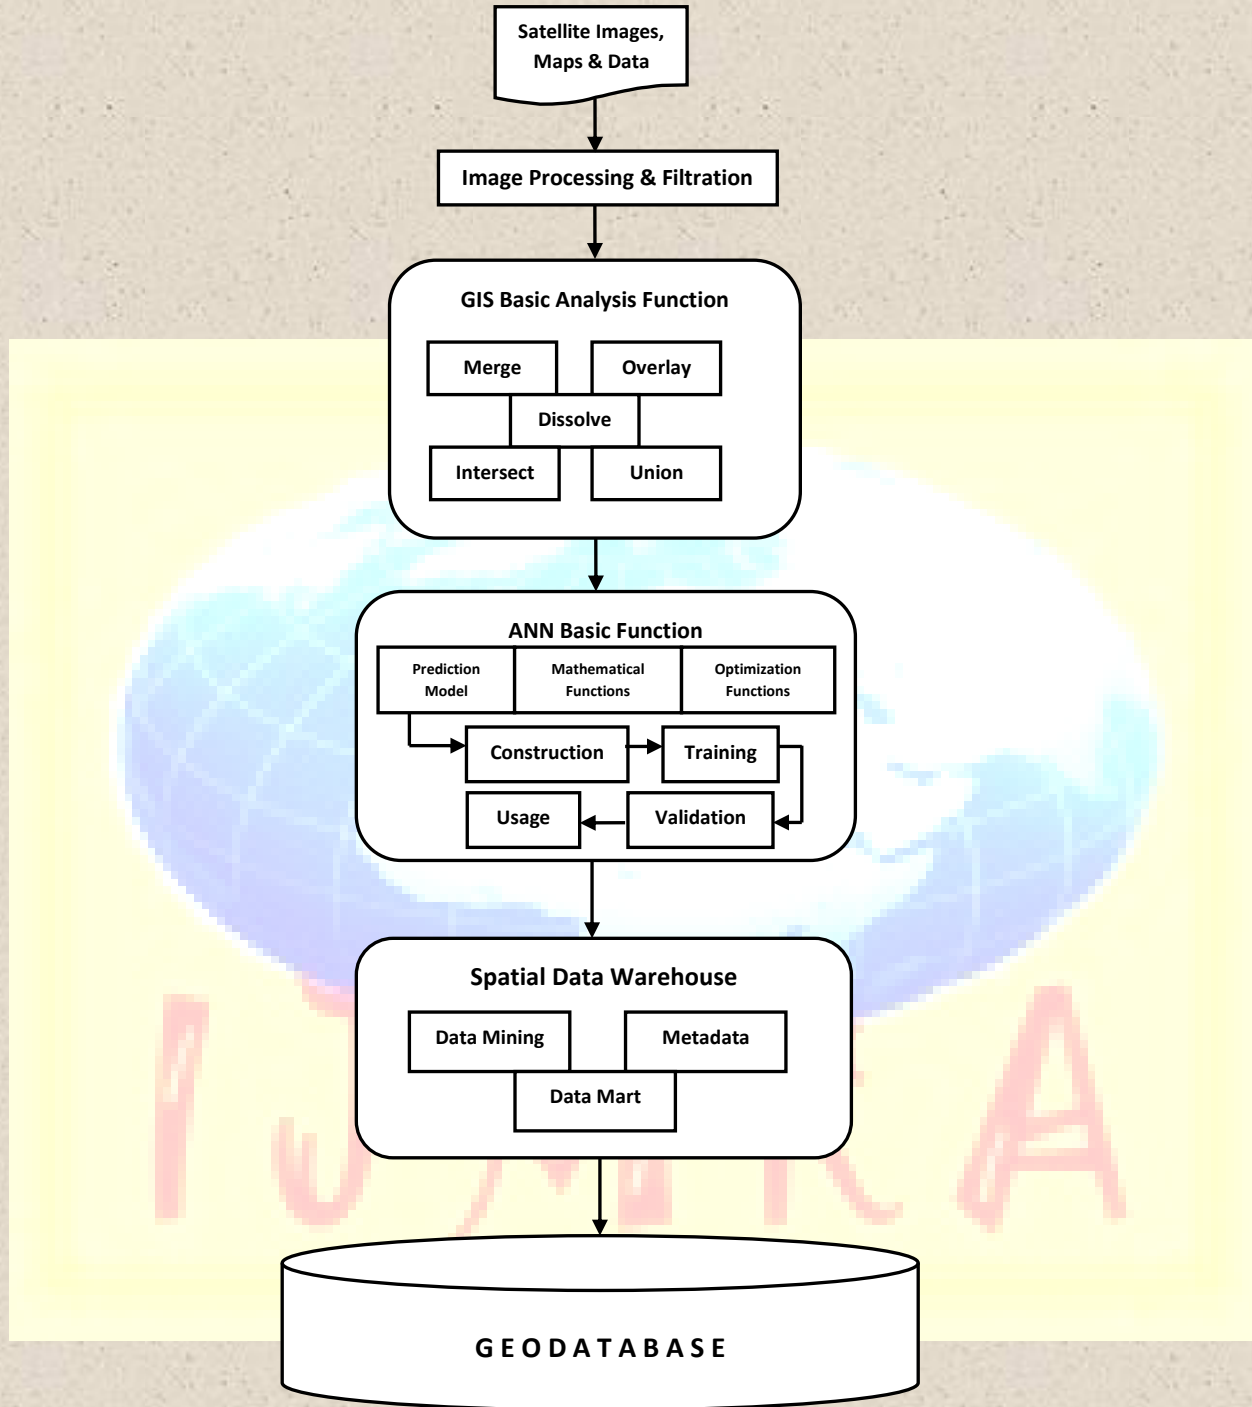 Satellite Images,
Maps & Data
Image Processing & Filtration
GIS Basic Analysis Function
Merge
Overlay
Dissolve
Intersect
Union
ANN Basic Function
Prediction
Model
Mathematical
Functions
Optimization
Functions
Construction
Training
Usage
Validation
Spatial Data Warehouse
Data Mining
Metadata
Data Mart
G E O D A T A B A S E